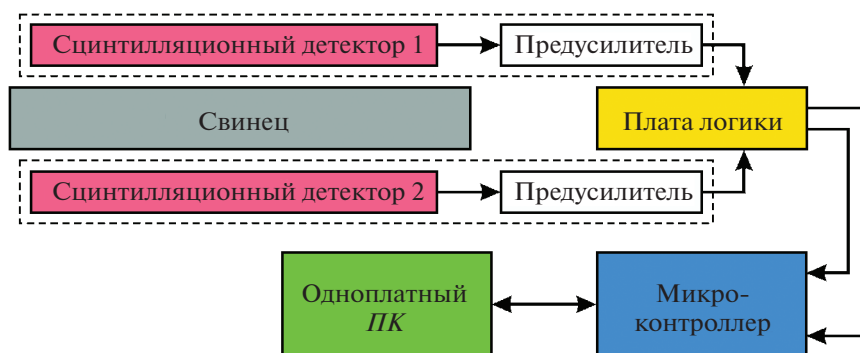 Сцинтилляционный детектор 1
Предусилитель
Свинец
Плата логики
Сцинтилляционный детектор 2
Предусилитель
Одноплатный
ПК
Микро-
контроллер